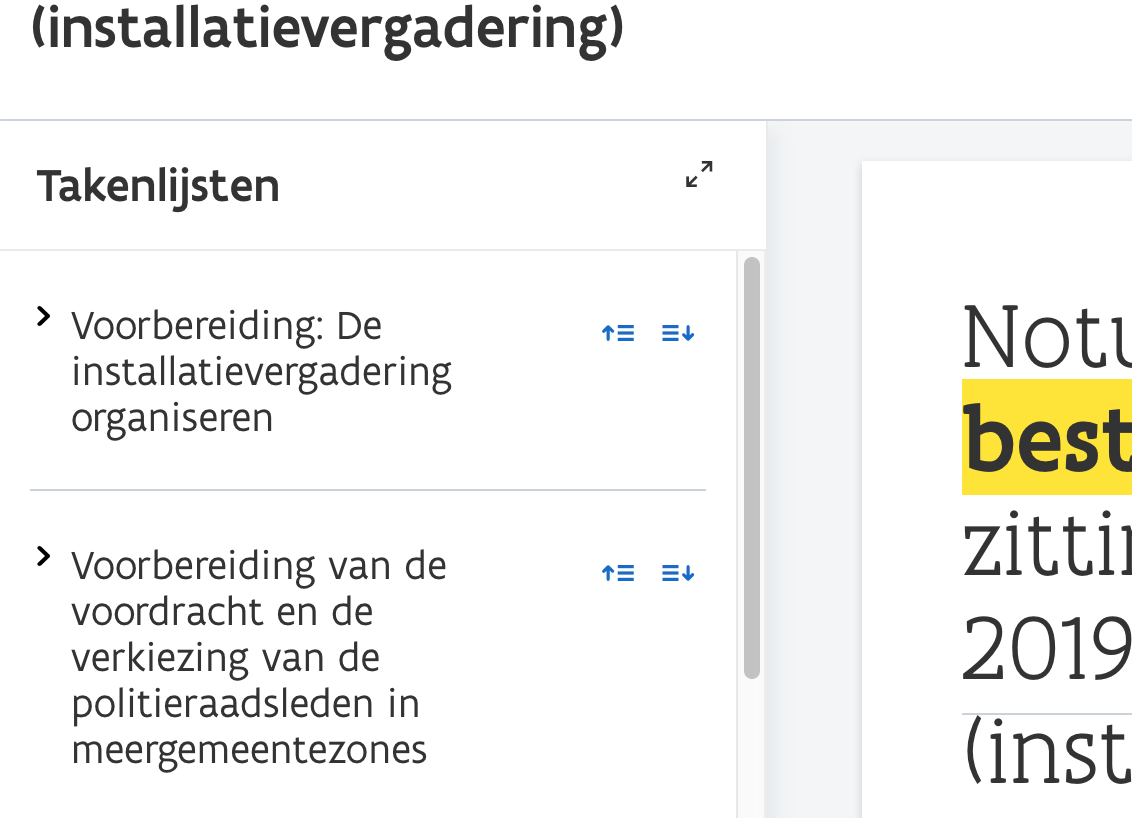 (installatievergadering)
Takenlijsten
Voorbereiding: De
installatievergadering
organiseren
Voorbereiding van de
voordracht en de
verkiezing van de
politieraadsleden in
meergemeentezones
Notu
best
zittin
2019
(inst